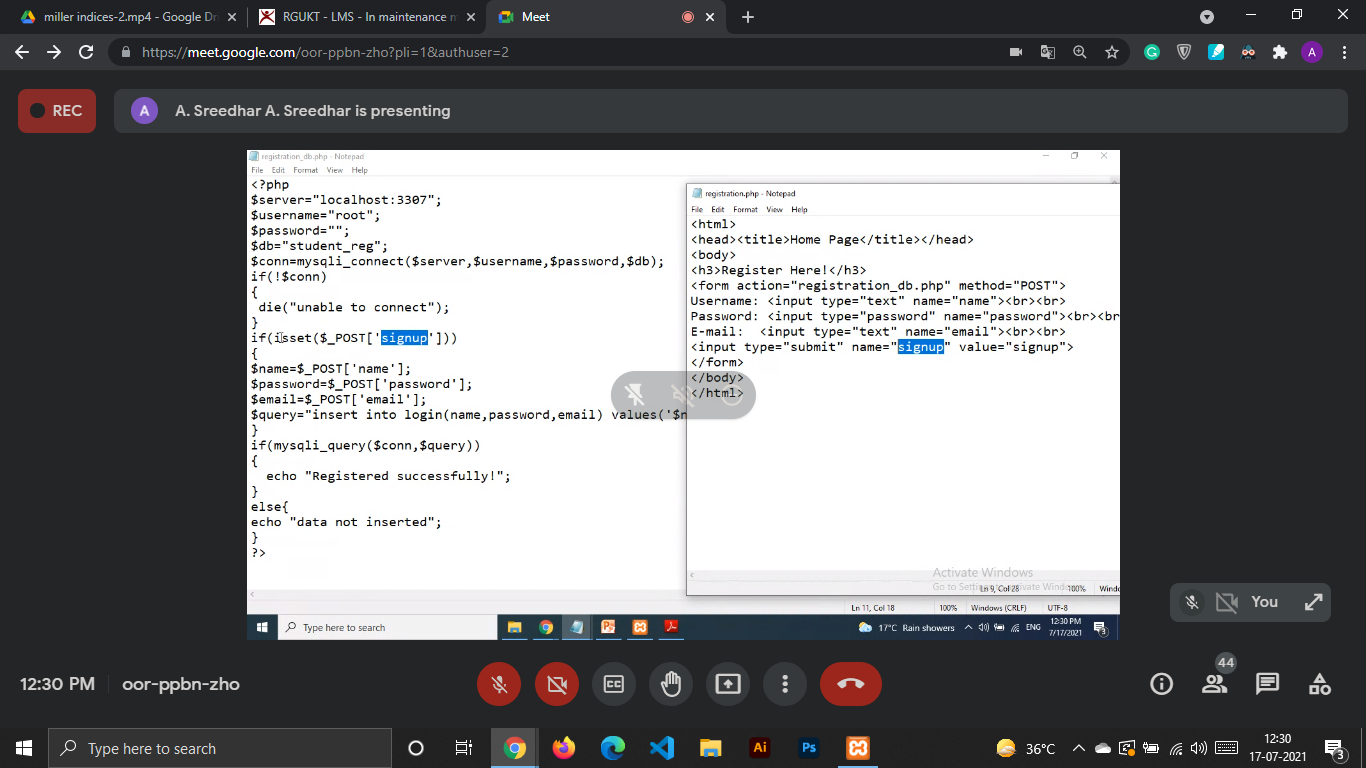 miller indices-2.mp4 - Google Dr
RGUKT - LMS - In maintenance m
Meet
https://meet.google.com/oor-ppbn-zho?pli=1&authuser=2
A
REC
A
A. Sreedhar A. Sreedhar is presenting
registration_db.php - Notepad
File Edit Format View Help
<?php
$server="localhost:3307";
$username="root";
$password="";
$db="student_reg";
$conn=mysqli_connect($server,$username,$password,$db);
if(!$conn)
{
die("unable to connect");
}
if(isset($_POST['signup']))
{
$name=$_POST['name'];
$password=$_POST['password'];
$email=$_POST['email'];
$query="insert into login(name,password,email) values('$n
}
if(mysqli_query($conn,$query))
{
echo "Registered successfully!";
}
else{
echo "data not inserted";
}
?>
registration.php - Notepad
File Edit Format View Help
<html>
<head><title>Home Page</title></head>
<body>
<h3>Register Here!</h3>
<form action="registration_db.php" method="POST">
Username: <input type="text" name="name"><br><br>
Password: <input type="password" name="password"><br><br
E-mail: <input type="text" name="email"><br><br>
<input type="submit" name="signup" value="signup">
</form>
</body>
</html>
Activate Windows
Go to Settings to activate Windows.
Ln 9, Col 28 100% Windo
Ln 11, Col 18 100% Windows (CRLF) UTF-8
Type here to search
17°C Rain showers
ENG
12:30 PM
7/17/2021
3
You
12:30 PM
oor-ppbn-zho
44
Type here to search
Ai
Ps
36°C
12:30
17-07-2021
3